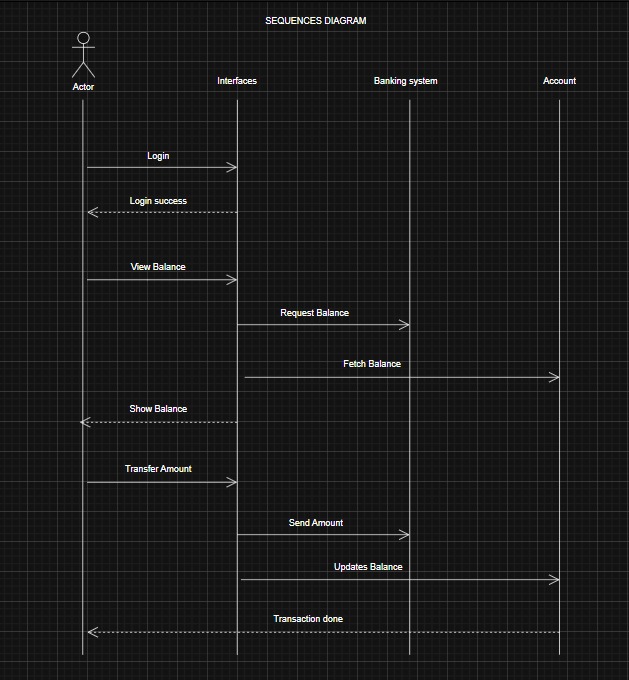 SEQUENCES DIAGRAM
Actor
Interfaces
Banking system
Account
Login
Login success
View Balance
Request Balance
Fetch Balance
Show Balance
Transfer Amount
Send Amount
Updates Balance
Transaction done